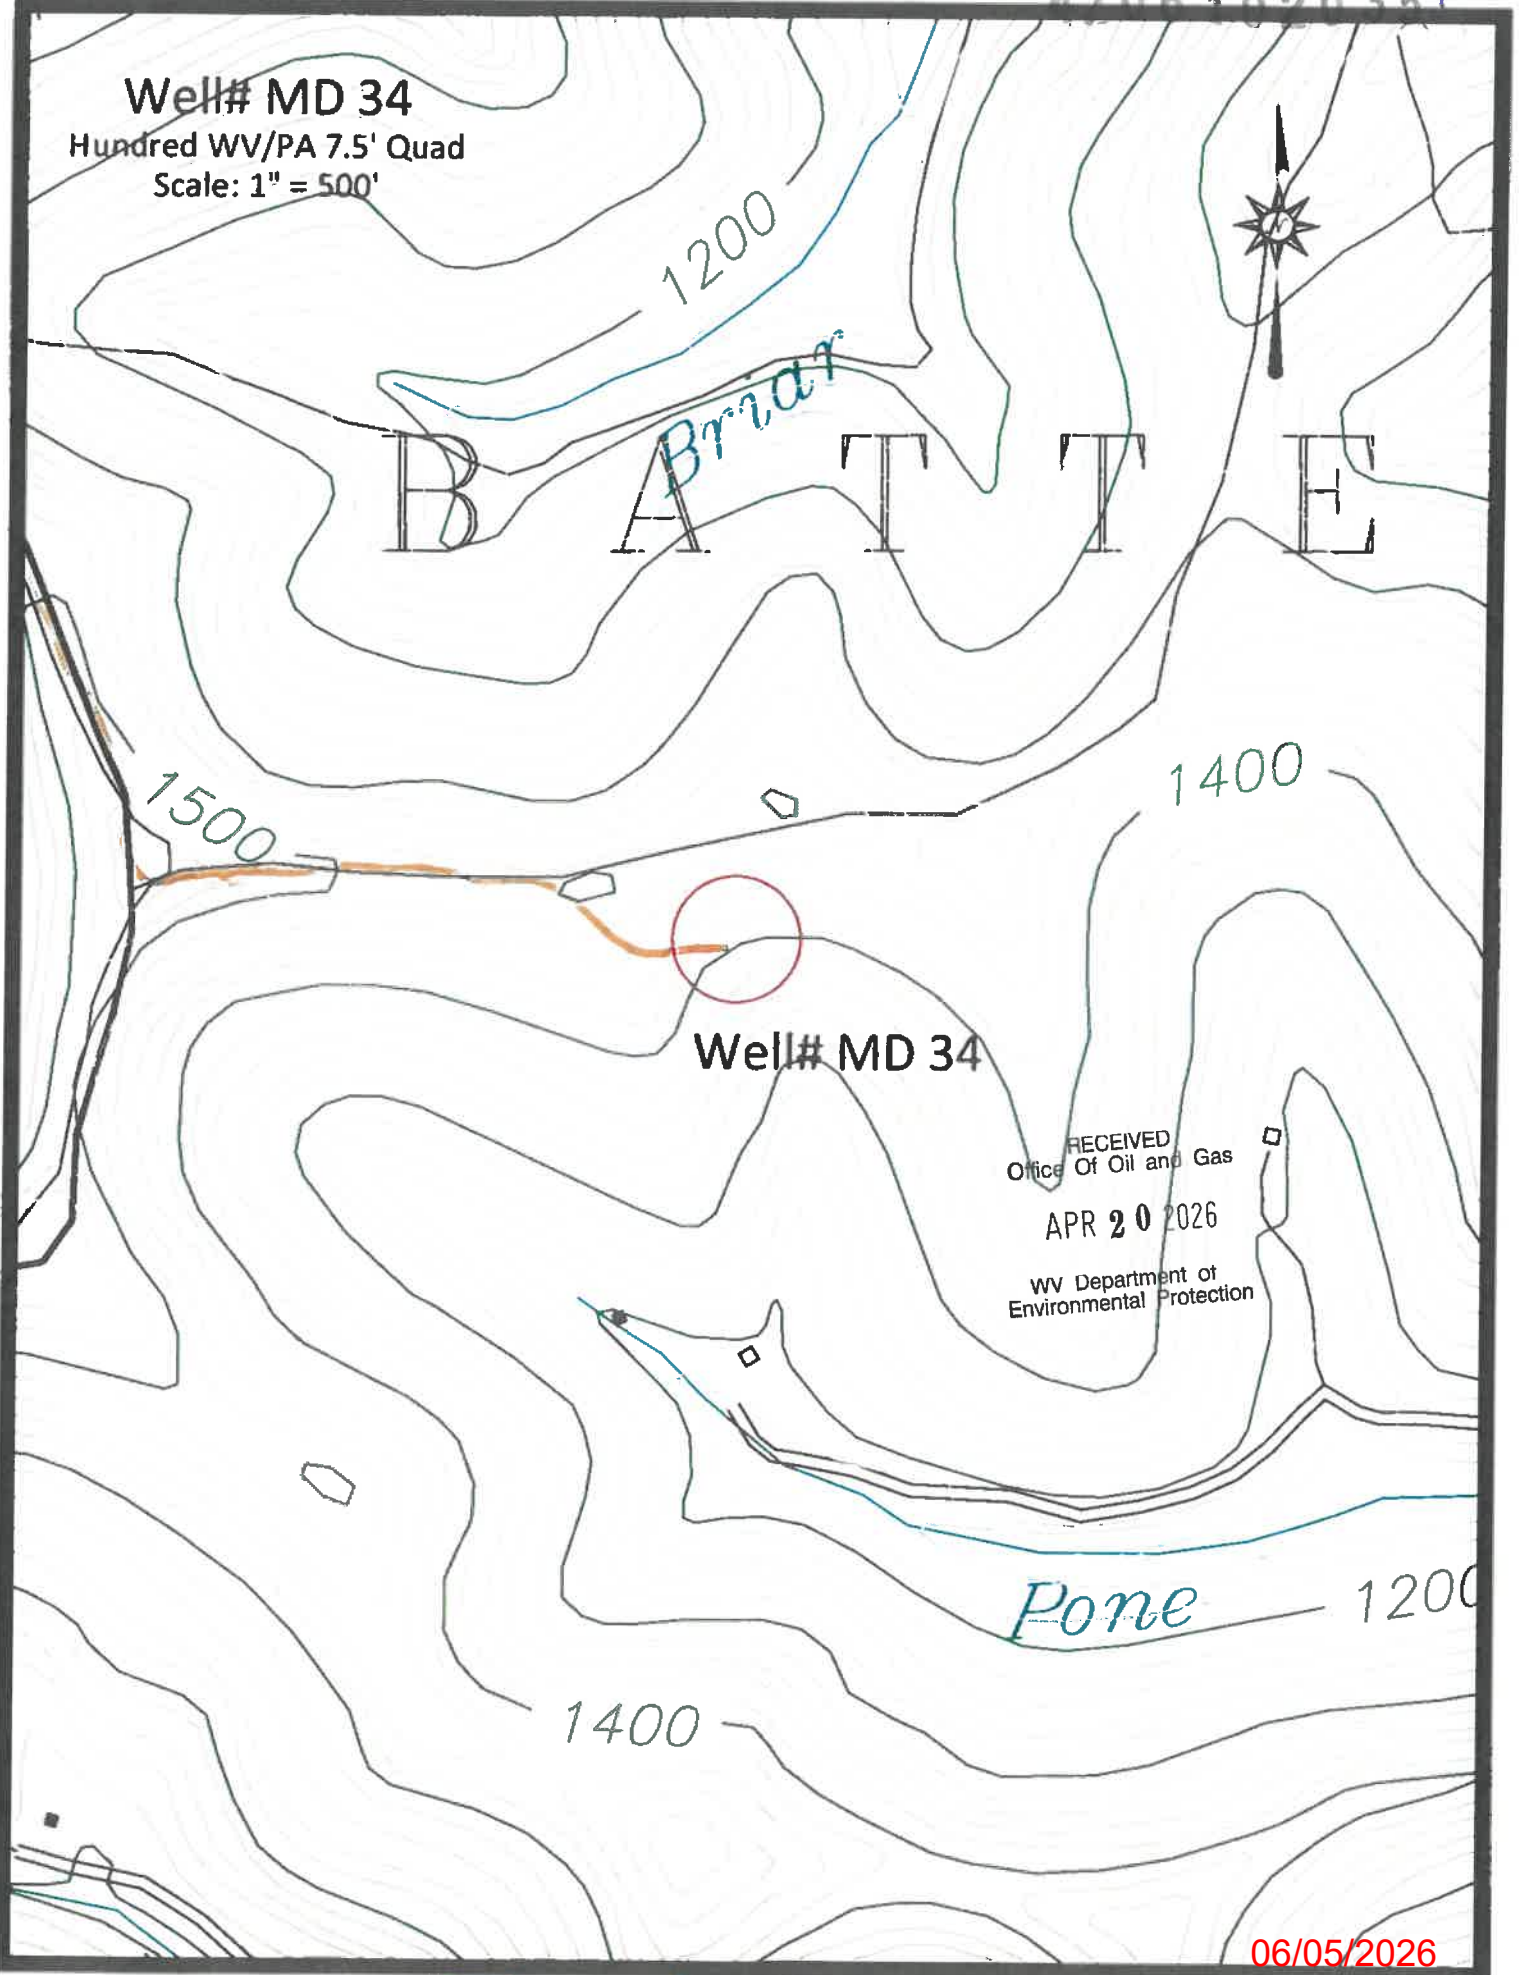 Well# MD 34
Hundred WV/PA 7.5' Quad
Scale: 1" = 500'
N
1200
Briar
BATTE
1400
1500
Well# MD 34
RECEIVED
Office Of Oil and Gas
APR 20 2026
WV Department of
Environmental Protection
Pone
1200
1400
06/05/2026